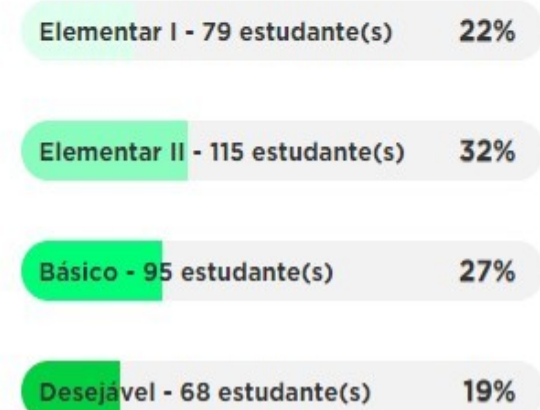 Elementar I - 79 estudante(s) 22%
Elementar II - 115 estudante(s) 32%
Básico - 95 estudante(s) 27%
Desejável - 68 estudante(s) 19%